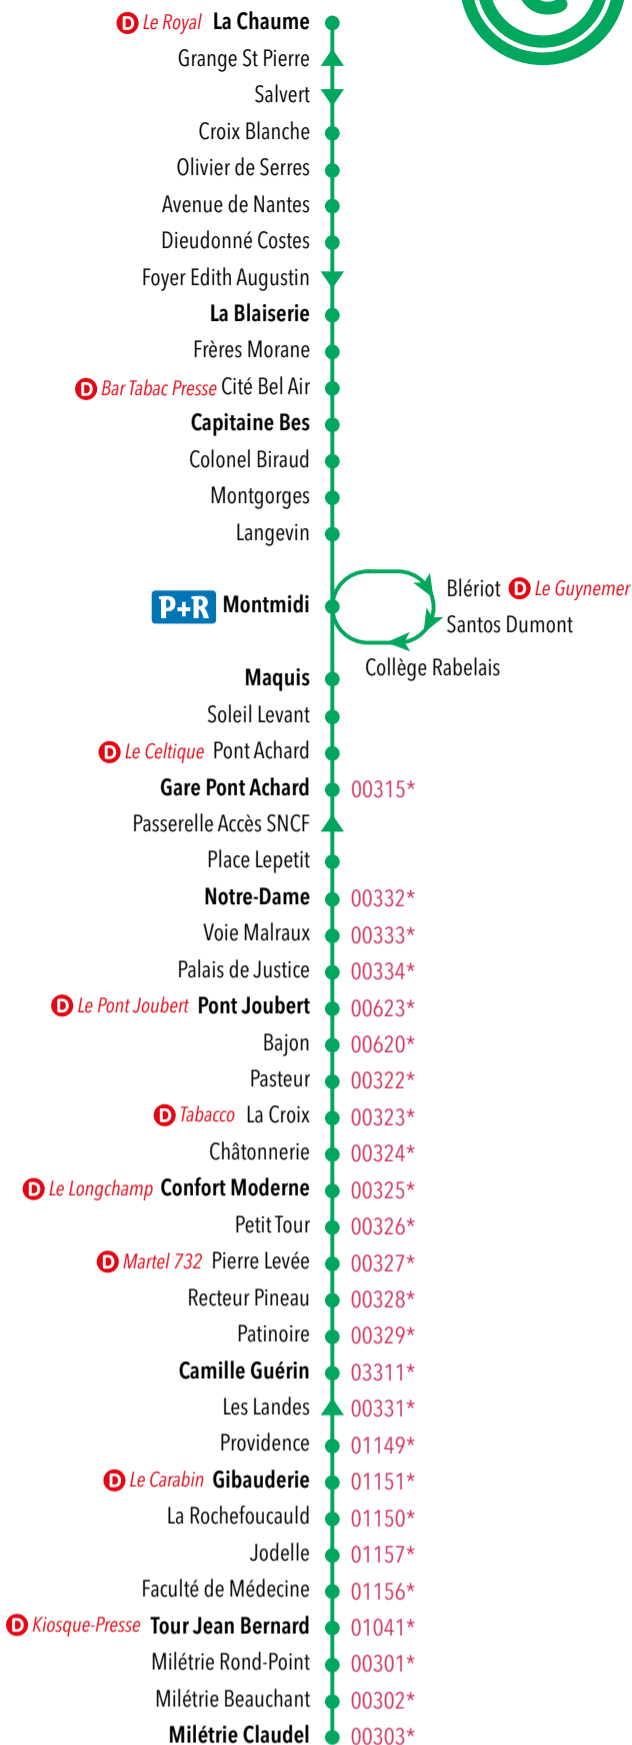 D Le Royal La Chaume
Grange St Pierre
Salvert
Croix Blanche
Olivier de Serres
Avenue de Nantes
Dieudonné Costes
Foyer Edith Augustin
La Blaiserie
Frères Morane
D Bar Tabac Presse Cité Bel Air
Capitaine Bes
Colonel Biraud
Montgorges
Langevin
Blériot D Le Guynemer
P+R Montmidi
Santos Dumont
Collège Rabelais
Maquis
Soleil Levant
D Le Celtique Pont Achard
Gare Pont Achard 00315*
Passerelle Accès SNCF
Place Lepetit
Notre-Dame 00332*
Voie Malraux 00333*
Palais de Justice 00334*
D Le Pont Joubert Pont Joubert 00623*
Bajon 00620*
Pasteur 00322*
D Tabacco La Croix 00323*
Châtonnerie 00324*
D Le Longchamp Confort Moderne 00325*
Petit Tour 00326*
D Martel 732 Pierre Levée 00327*
Recteur Pineau 00328*
Patinoire 00329*
Camille Guérin 03311*
Les Landes 00331*
Providence 01149*
D Le Carabin Gibauderie 01151*
La Rochefoucauld 01150*
Jodelle 01157*
Faculté de Médecine 01156*
D Kiosque-Presse Tour Jean Bernard 01041*
Milétrie Rond-Point 00301*
Milétrie Beauchant 00302*
Milétrie Claudel 00303*